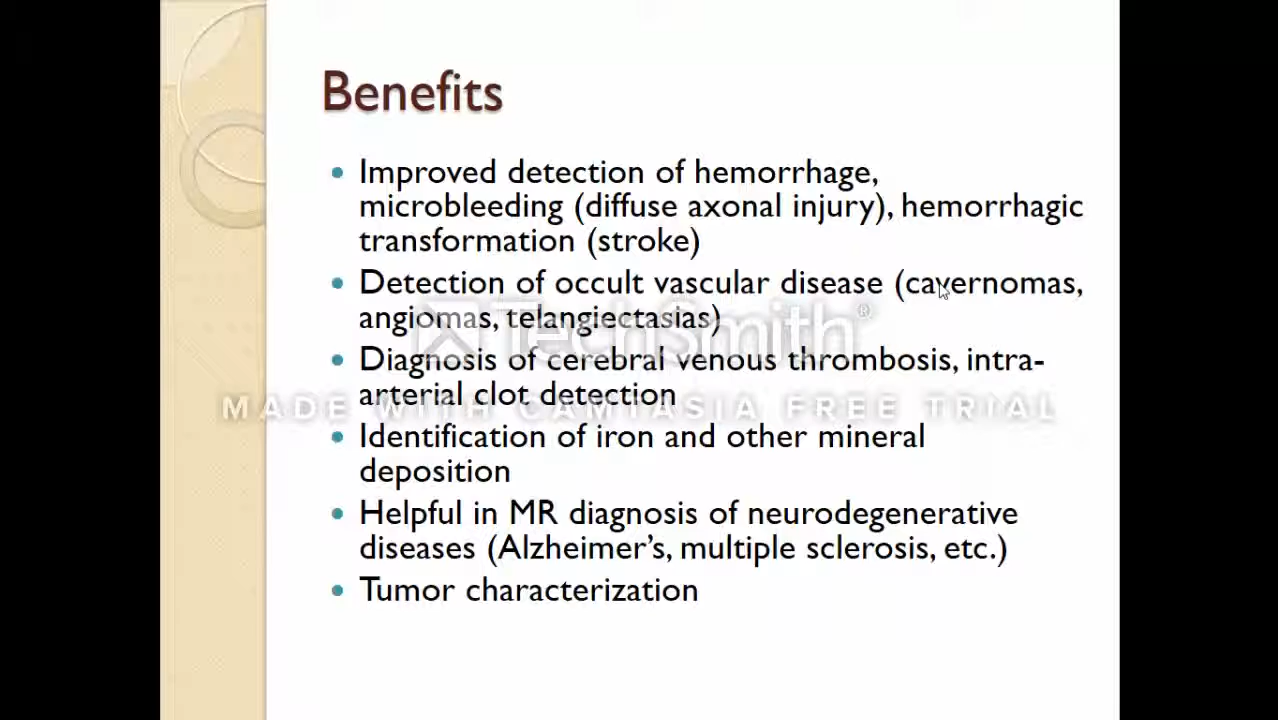 Benefits
Improved detection of hemorrhage,
microbleeding (diffuse axonal injury), hemorrhagic
transformation (stroke)
Detection of occult vascular disease (cavernomas,
angiomas, telangiectasias)
TechSmith®
Diagnosis of cerebral venous thrombosis, intra-
arterial clot detection
MADE WITH CAMTASIA FREE TRIAL
Identification of iron and other mineral
deposition
Helpful in MR diagnosis of neurodegenerative
diseases (Alzheimer's, multiple sclerosis, etc.)
Tumor characterization